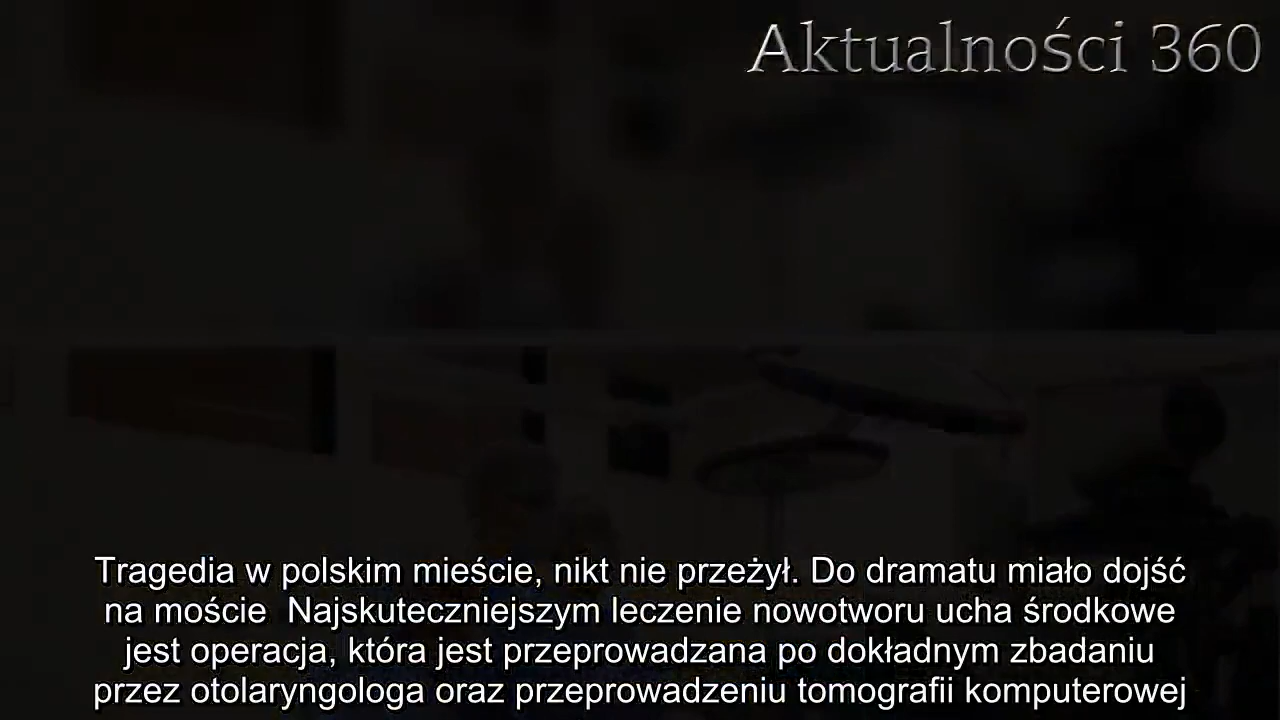 Aktualności 360
Tragedia w polskim mieście, nikt nie przeżył. Do dramatu miało dojść
na moście  Najskuteczniejszym leczenie nowotworu ucha środkowe
jest operacja, która jest przeprowadzana po dokładnym zbadaniu
przez otolaryngologa oraz przeprowadzeniu tomografii komputerowej